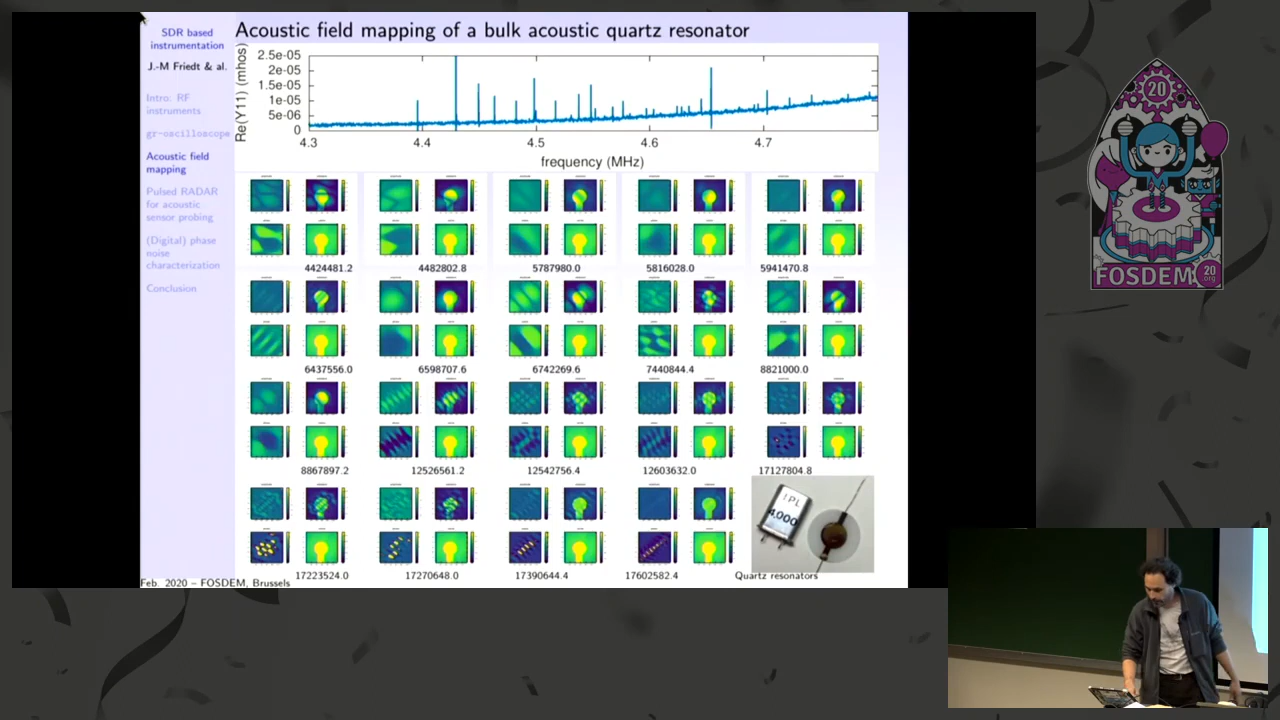 SDR based
instrumentation
J.-M Friedt & al.
Intro: RF
instruments
gr-oscilloscope
Acoustic field
mapping
Pulsed RADAR
for acoustic
sensor probing
(Digital) phase
noise
characterization
Conclusion
Acoustic field mapping of a bulk acoustic quartz resonator
Re(Y11) (mhos)
2.5e-05
2e-05
1.5e-05
1e-05
5e-06
0
4.3 4.4 4.5 4.6 4.7
frequency (MHz)
4424481.2 4482802.8 5787980.0 5816028.0 5941470.8
6437556.0 6598707.6 6742269.6 7440844.4 8821000.0
8867897.2 12526561.2 12542756.4 12603632.0 17127804.8
17223524.0 17270648.0 17390644.4 17602582.4
IPL
4.000
Quartz resonators
Feb. 2020 – FOSDEM, Brussels
20
FOSDEM
20
.org